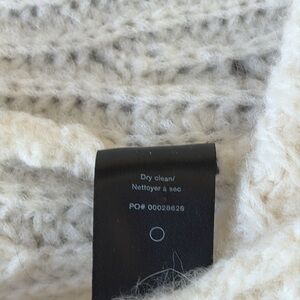 Dry clean/
Nettoyer à sec
PO# 00028626